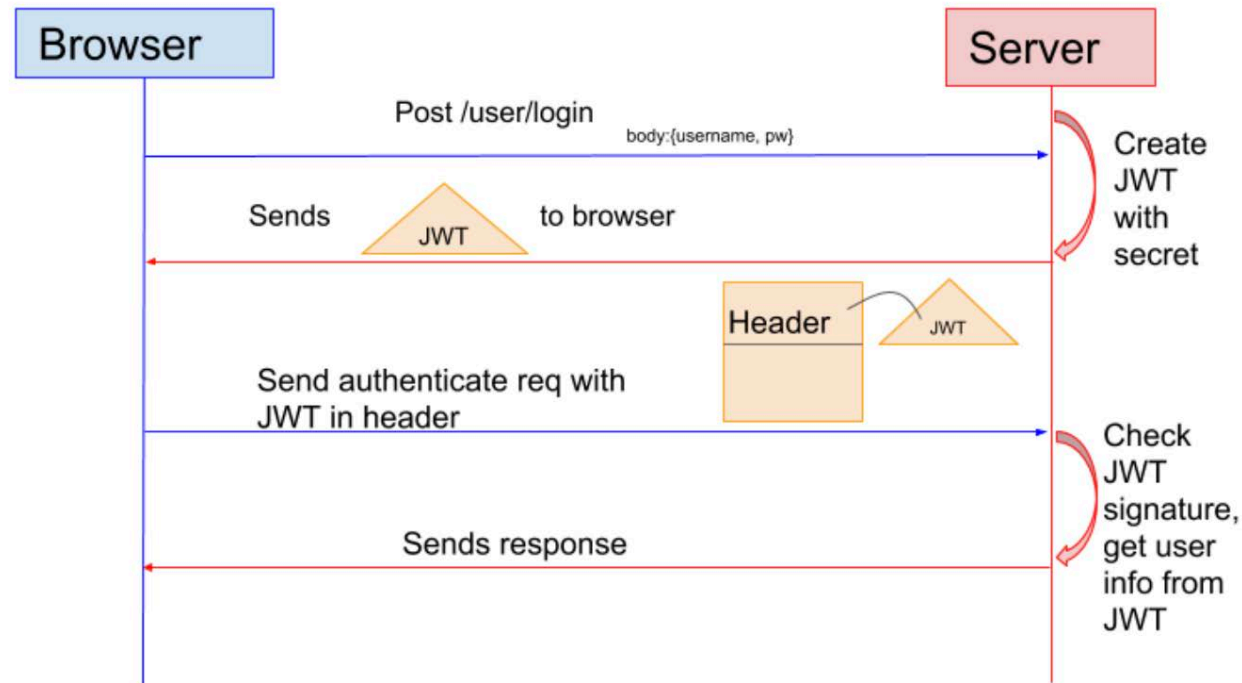 Browser
Server
Post /user/login
body:{username, pw}
Create
JWT
with
secret
Sends
JWT
to browser
Header
JWT
Send authenticate req with
JWT in header
Check
JWT
signature,
get user
info from
JWT
Sends response